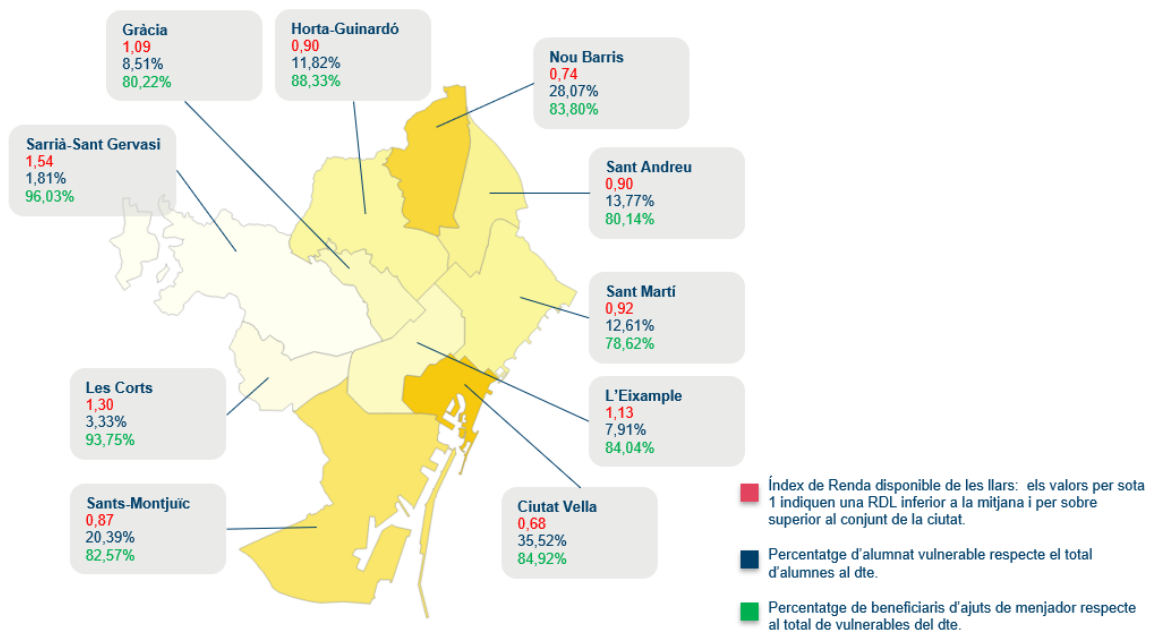 Gràcia
1,09
8,51%
80,22%
Horta-Guinardó
0,90
11,82%
88,33%
Nou Barris
0,74
28,07%
83,80%
Sarrià-Sant Gervasi
1,54
1,81%
96,03%
Sant Andreu
0,90
13,77%
80,14%
Sant Martí
0,92
12,61%
78,62%
Les Corts
1,30
3,33%
93,75%
L'Eixample
1,13
7,91%
84,04%
Sants-Montjuïc
0,87
20,39%
82,57%
Ciutat Vella
0,68
35,52%
84,92%
Índex de Renda disponible de les llars: els valors per sota
1 indiquen una RDL inferior a la mitjana i per sobre
superior al conjunt de la ciutat.
Percentatge d'alumnat vulnerable respecte el total
d'alumnes al dte.
Percentatge de beneficiaris d'ajuts de menjador respecte
al total de vulnerables del dte.